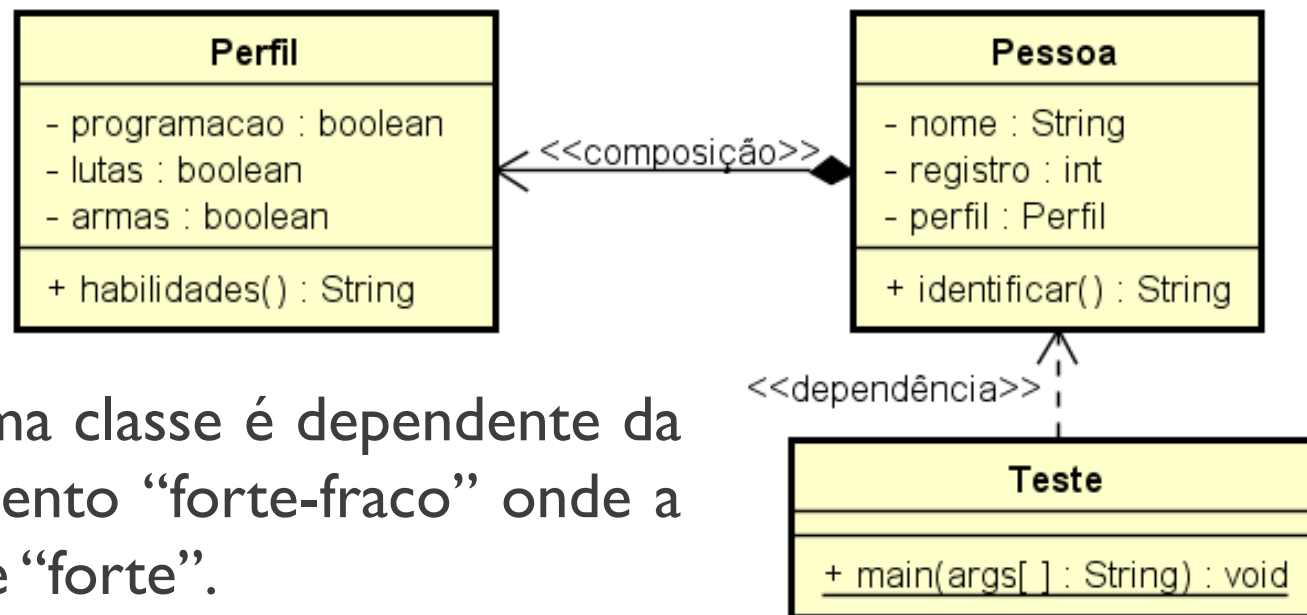 Perfil
- programacao : boolean
- lutas : boolean
- armas : boolean
+ habilidades() : String
<<composição>>
Pessoa
- nome : String
- registro : int
- perfil : Perfil
+ identificar() : String
<<dependência>>
Teste
+ main(args[ ] : String) : void
ma classe é dependente da
ento “forte-fraco” onde a
e “forte”.